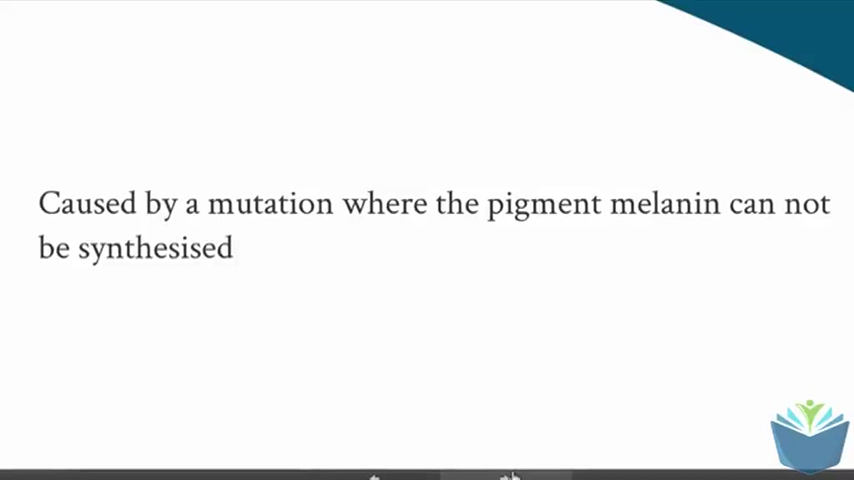 Caused by a mutation where the pigment melanin can not
be synthesised